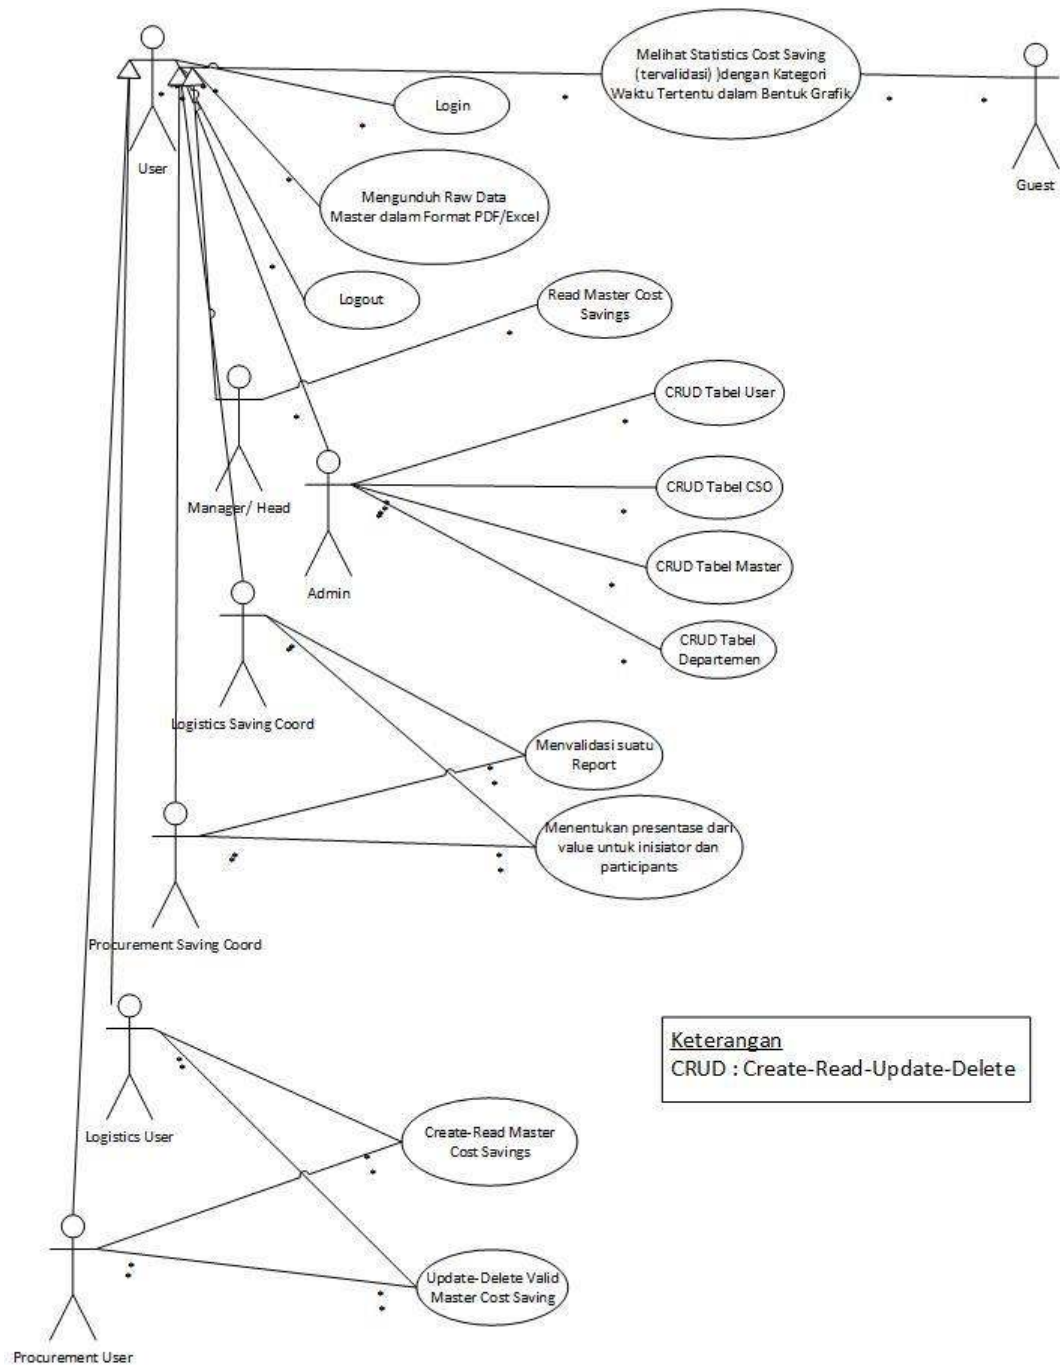 Melihat Statistics Cost Saving
(tervalidasi) )dengan Kategori
Waktu Tertentu dalam Bentuk Grafik
Login
User
Guest
Mengunduh Raw Data
Master dalam Format PDF/Excel
Logout
Read Master Cost
Savings
CRUD Tabel User
CRUD Tabel CSO
Manager/ Head
CRUD Tabel Master
Admin
CRUD Tabel
Departemen
Logistics Saving Coord
Menvalidasi suatu
Report
Menentukan presentase dari
value untuk inisiator dan
participants
Procurement Saving Coord
Keterangan
CRUD : Create-Read-Update-Delete
Logistics User
Create-Read Master
Cost Savings
Update-Delete Valid
Master Cost Saving
Procurement User